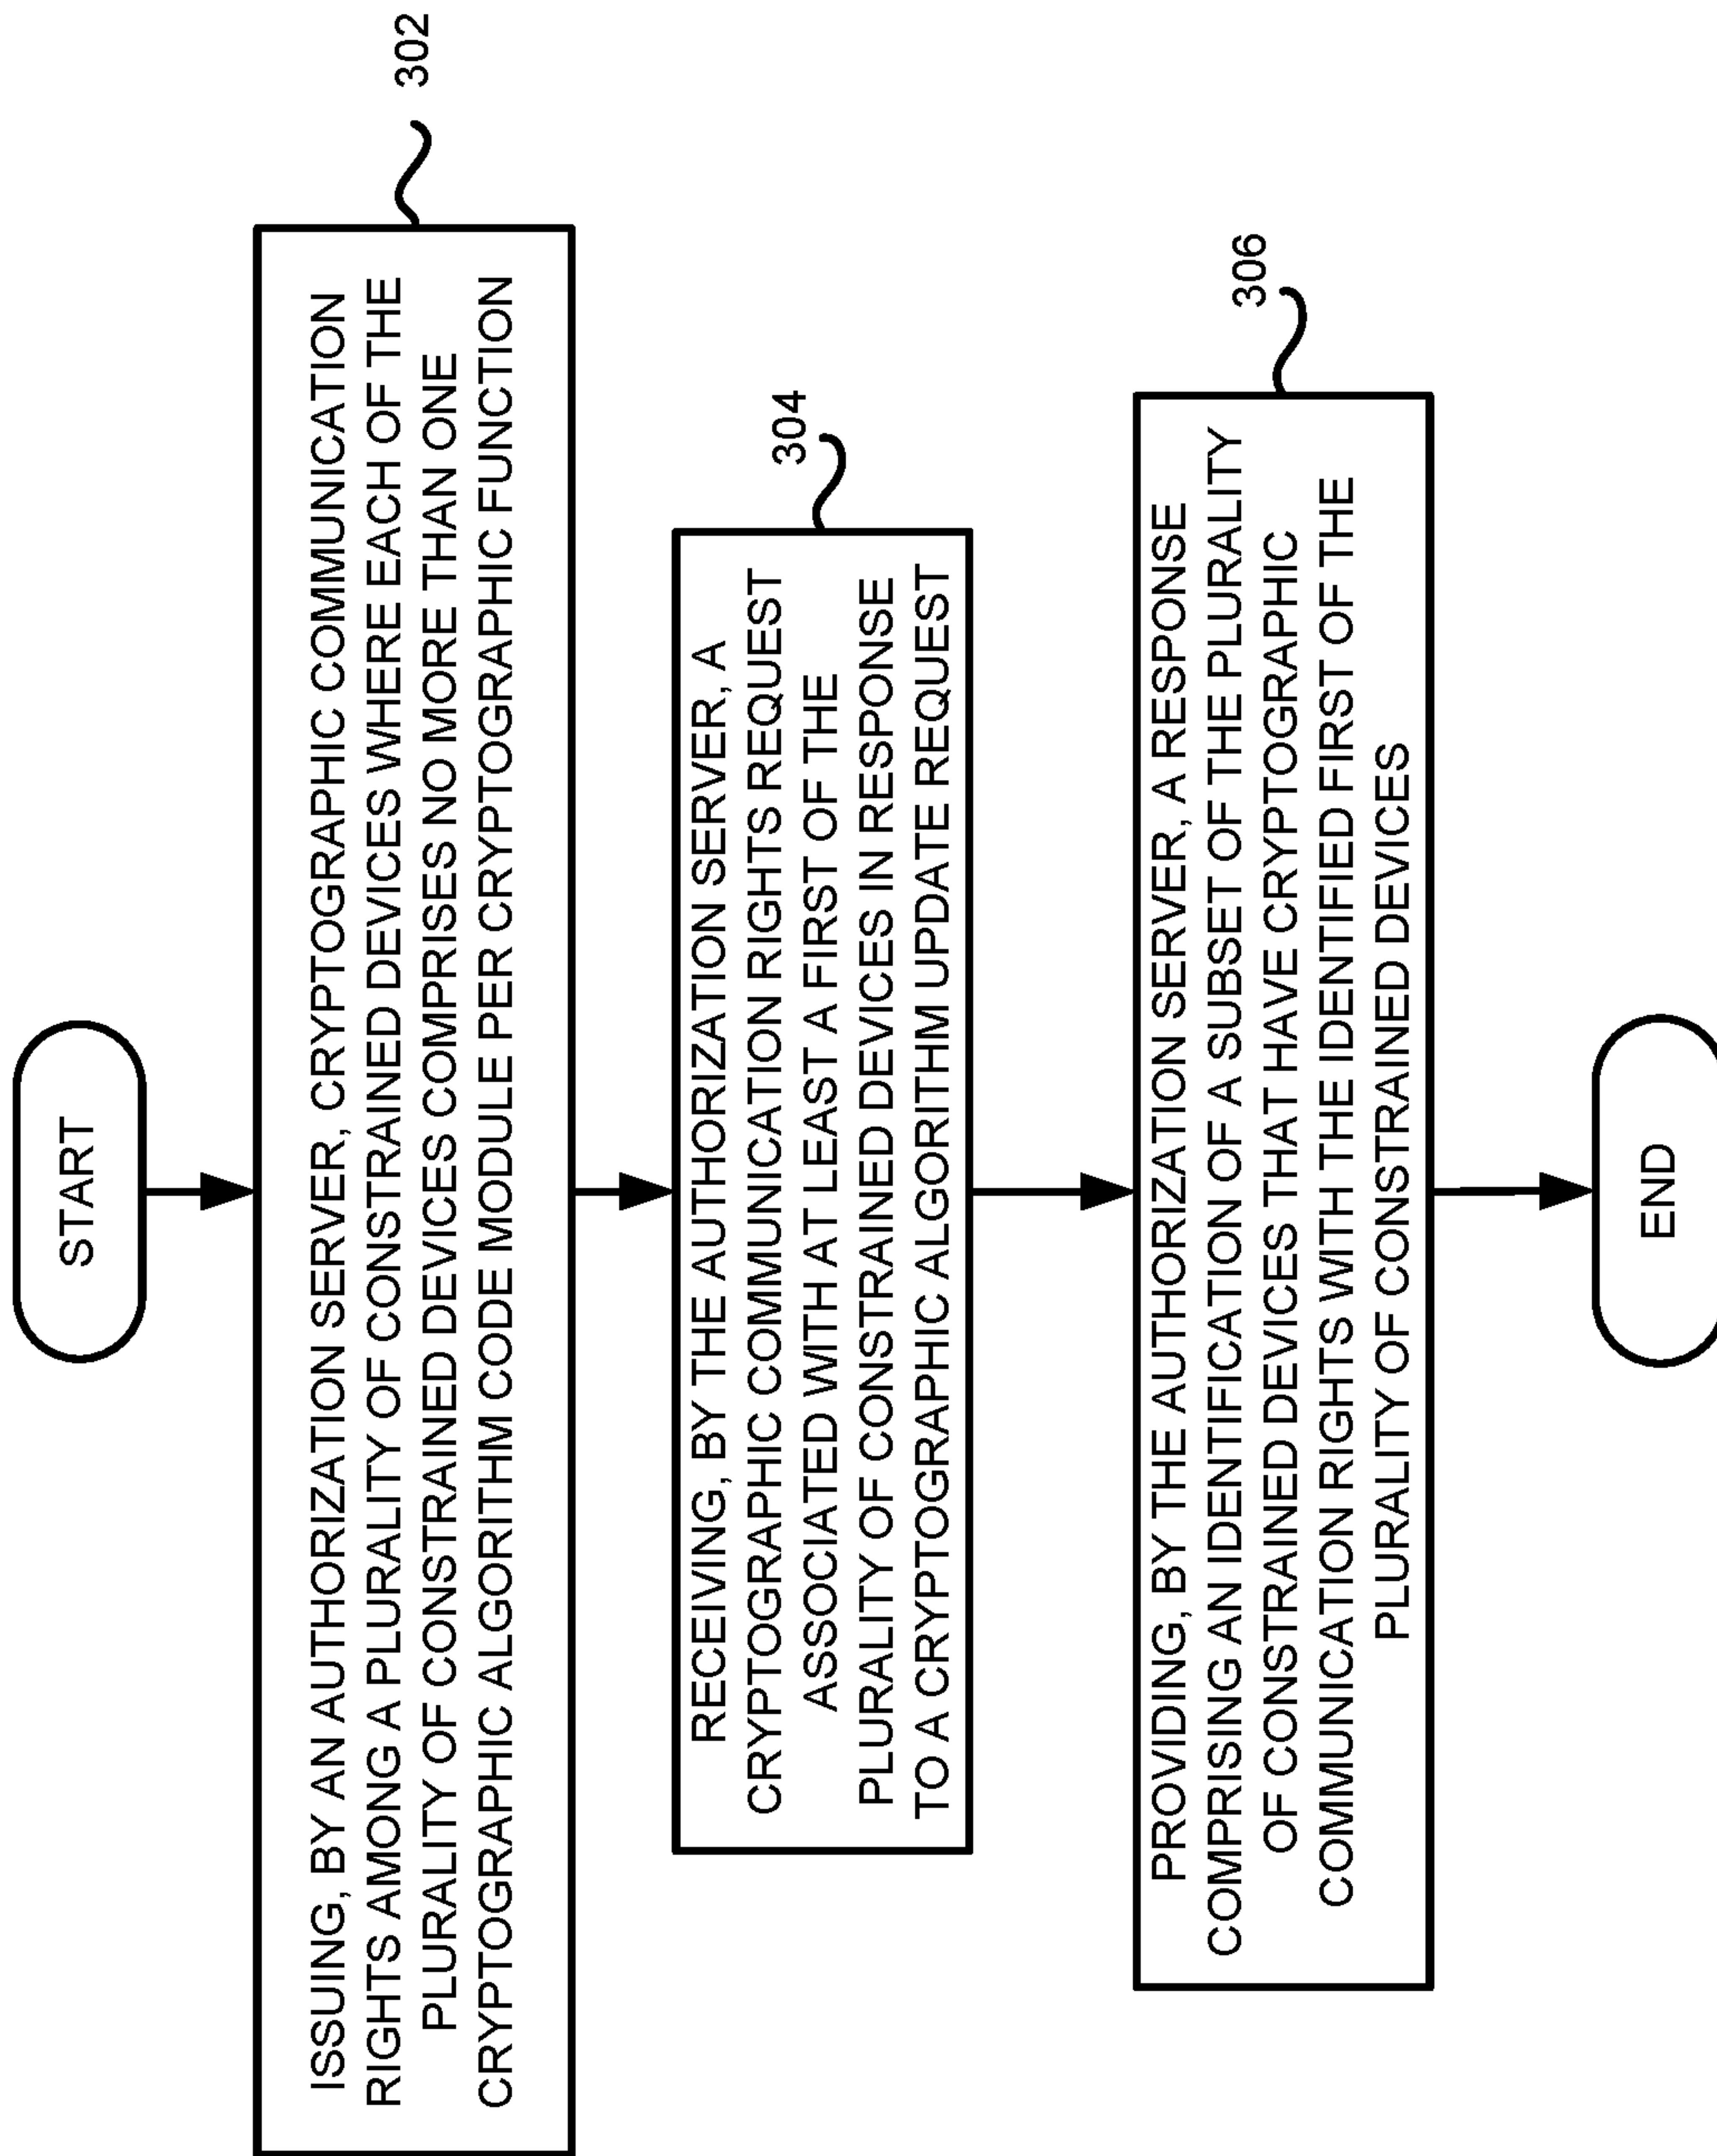 START
ISSUING, BY AN AUTHORIZATION SERVER, CRYPTOGRAPHIC COMMUNICATION
RIGHTS AMONG A PLURALITY OF CONSTRAINED DEVICES WHERE EACH OF THE
PLURALITY OF CONSTRAINED DEVICES COMPRISES NO MORE THAN ONE
CRYPTOGRAPHIC ALGORITHM CODE MODULE PER CRYPTOGRAPHIC FUNCTION
302
RECEIVING, BY THE AUTHORIZATION SERVER, A
CRYPTOGRAPHIC COMMUNICATION RIGHTS REQUEST
ASSOCIATED WITH AT LEAST A FIRST OF THE
PLURALITY OF CONSTRAINED DEVICES IN RESPONSE
TO A CRYPTOGRAPHIC ALGORITHM UPDATE REQUEST
304
PROVIDING, BY THE AUTHORIZATION SERVER, A RESPONSE
COMPRISING AN IDENTIFICATION OF A SUBSET OF THE PLURALITY
OF CONSTRAINED DEVICES THAT HAVE CRYPTOGRAPHIC
COMMUNICATION RIGHTS WITH THE IDENTIFIED FIRST OF THE
PLURALITY OF CONSTRAINED DEVICES
306
END